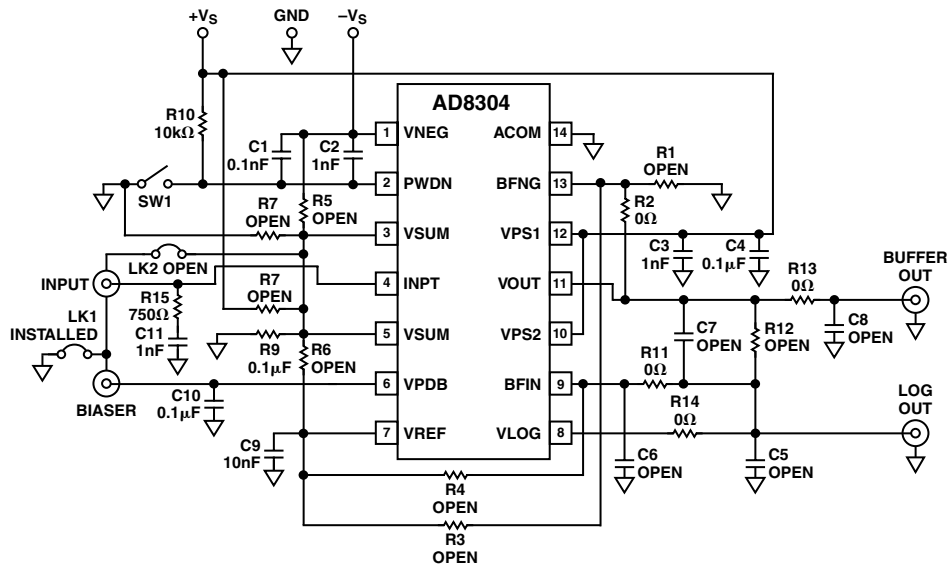 +VS
GND
–VS
AD8304
R10
10kΩ
C1
0.1nF
C2
1nF
1
VNEG
ACOM
14
R1
OPEN
2
PWDN
BFNG
13
SW1
R7
OPEN
R5
OPEN
R2
0Ω
3
VSUM
VPS1
12
C3
1nF
C4
0.1µF
LK2 OPEN
INPUT
R15
750Ω
R7
OPEN
4
INPT
VOUT
11
R13
0Ω
BUFFER
OUT
LK1
INSTALLED
C11
1nF
R9
0.1µF
R6
OPEN
5
VSUM
VPS2
10
C7
OPEN
R12
OPEN
C8
OPEN
R11
0Ω
BIASER
C10
0.1µF
6
VPDB
BFIN
9
R14
0Ω
LOG
OUT
C9
10nF
7
VREF
VLOG
8
C6
OPEN
C5
OPEN
R4
OPEN
R3
OPEN